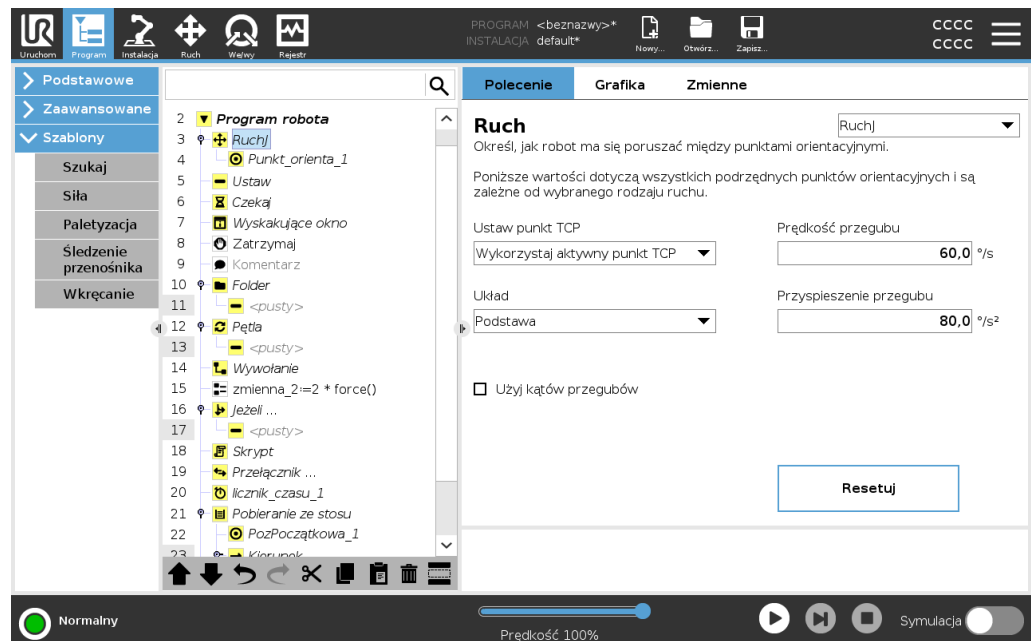 Uruchom
Program
Instalacja
Ruch
We/wy
Rejestr
PROGRAM <beznazwy>*
INSTALACJA default*
Nowy...
Otwórz...
Zapisz...
cccc
cccc
Podstawowe
Zaawansowane
Szablony
Szukaj
Siła
Paletyzacja
Śledzenie
przenośnika
Wkręcanie
2 Program robota
3 RuchJ
4 Punkt_orienta_1
5 Ustaw
6 Czekaj
7 Wyskakujące okno
8 Zatrzymaj
9 Komentarz
10 Folder
11 <pusty>
12 Pętla
13 <pusty>
14 Wywołanie
15 zmienna_2:=2 * force()
16 Jeżeli ...
17 <pusty>
18 Skrypt
19 Przełącznik ...
20 licznik_czasu_1
21 Pobieranie ze stosu
22 PozPoczątkowa_1
23 Kierunek
Polecenie
Grafika
Zmienne
Ruch
RuchJ
Określ, jak robot ma się poruszać między punktami orientacyjnymi.
Poniższe wartości dotyczą wszystkich podrzędnych punktów orientacyjnych i są
zależne od wybranego rodzaju ruchu.
Ustaw punkt TCP
Prędkość przegubu
Wykorzystaj aktywny punkt TCP
60,0 °/s
Układ
Przyspieszenie przegubu
Podstawa
80,0 °/s²
Użyj kątów przegubów
Resetuj
Normalny
Prędkość 100%
Symulacja